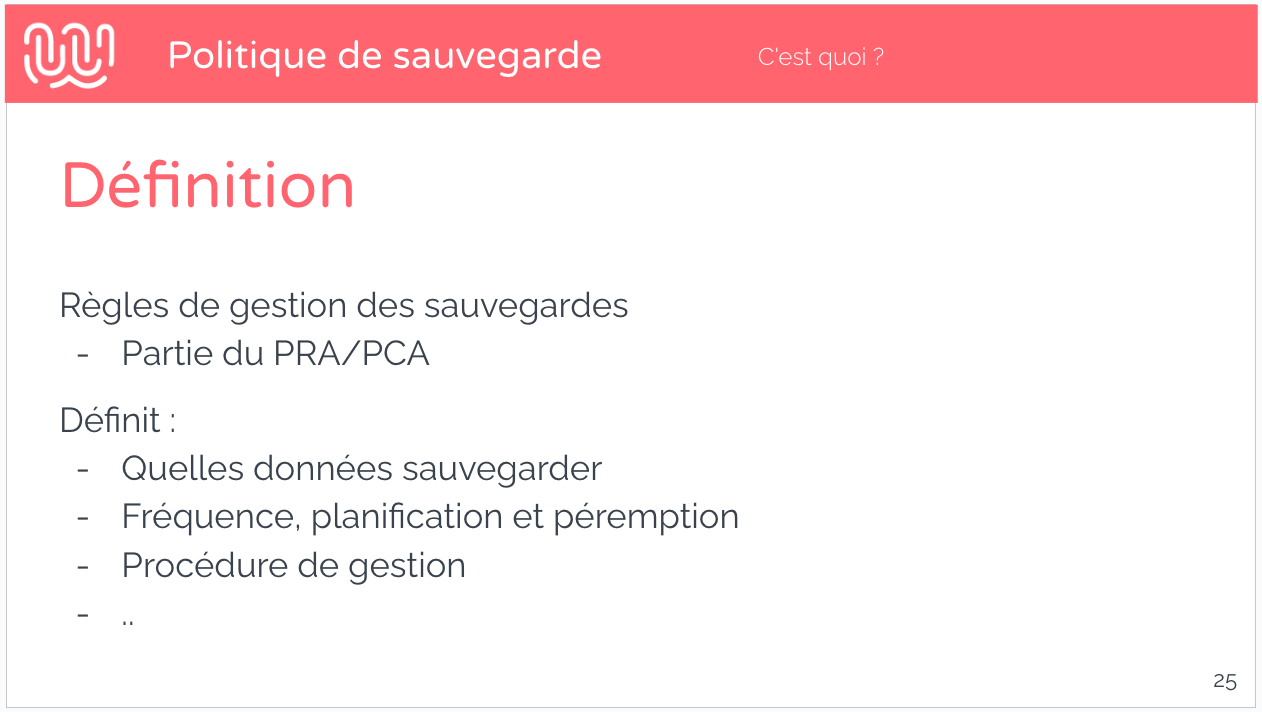 Politique de sauvegarde
C'est quoi ?
Définition
Règles de gestion des sauvegardes
- Partie du PRA/PCA
Définit :
- Quelles données sauvegarder
- Fréquence, planification et péremption
- Procédure de gestion
- ..
25